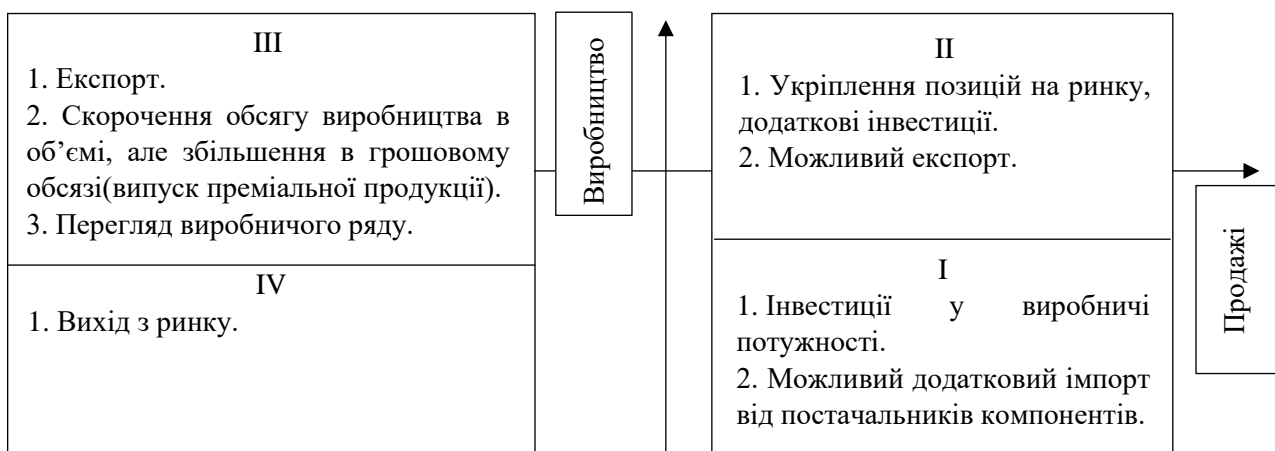 III
1. Експорт.
2. Скорочення обсягу виробництва в
об’ємі, але збільшення в грошовому
обсязі(випуск преміальної продукції).
3. Перегляд виробничого ряду.
IV
1. Вихід з ринку.
Виробництво
II
1. Укріплення позицій на ринку,
додаткові інвестиції.
2. Можливий експорт.
I
1. Інвестиції у виробничі
потужності.
2. Можливий додатковий імпорт
від постачальників компонентів.
Продажі